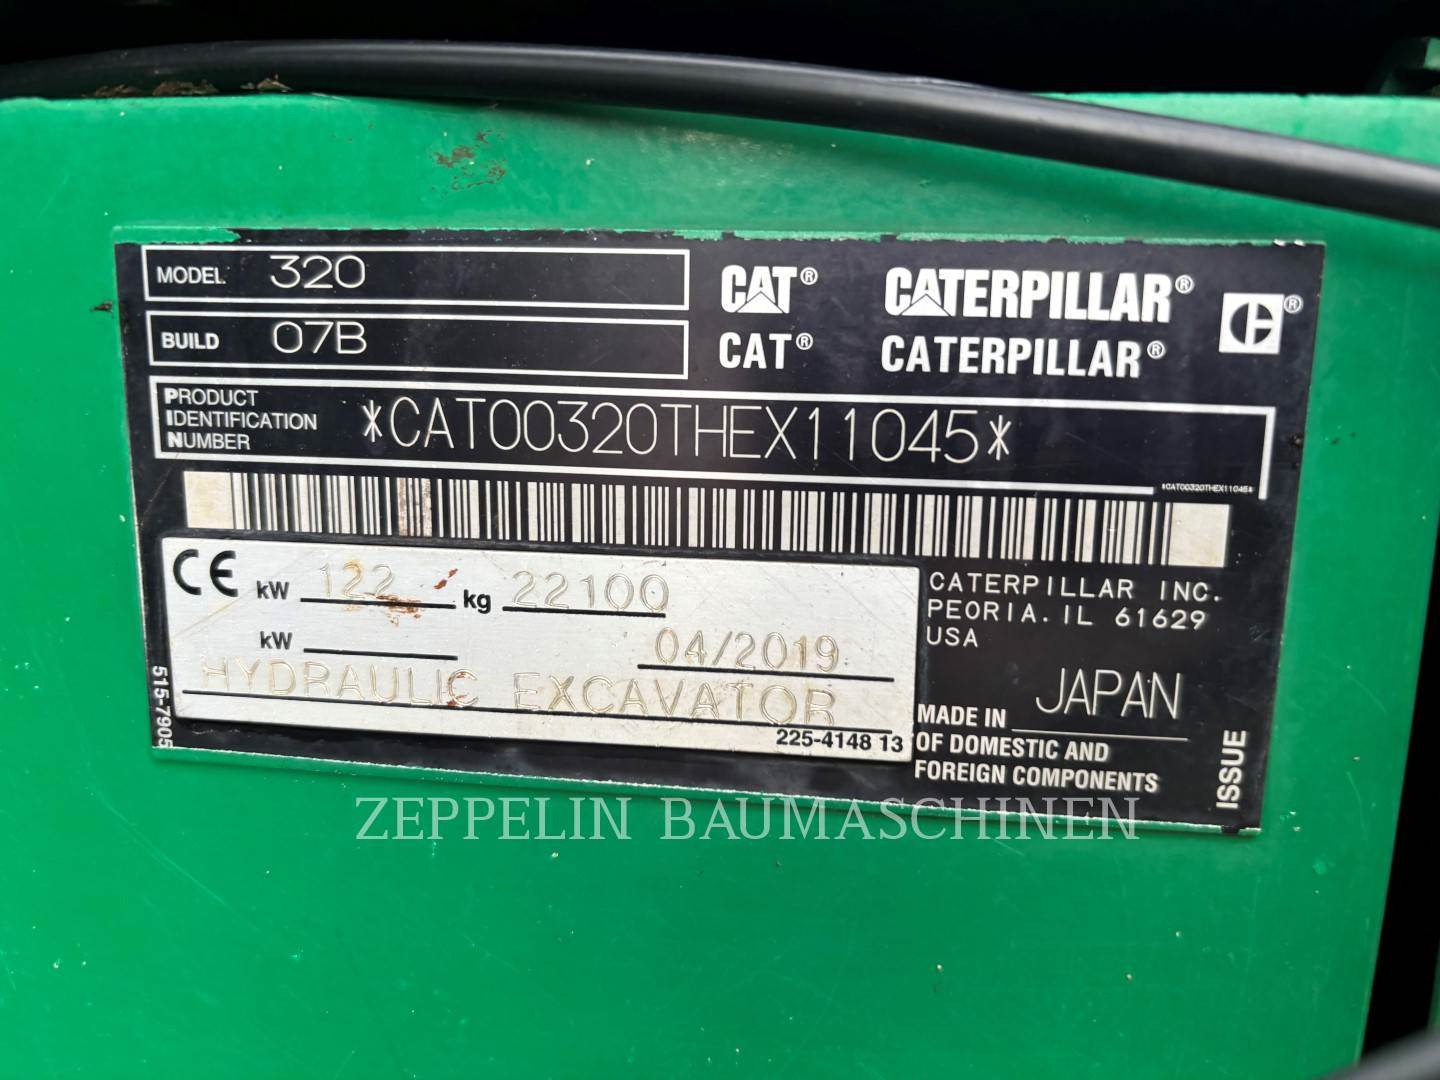 MODEL 320
BUILD 07B
CAT® CATERPILLAR® ®
CAT® CATERPILLAR®
PRODUCT
IDENTIFICATION
NUMBER
*CAT00320THEX11045*
*CAT00320THEX11045*
CE kW 122 kg 22100
kW 04/2019
HYDRAULIC EXCAVATOR
225-4148 13
515-7905
CATERPILLAR INC.
PEORIA. IL 61629
USA
MADE IN JAPAN
OF DOMESTIC AND
FOREIGN COMPONENTS
ISSUE
ZEPPELIN BAUMASCHINEN